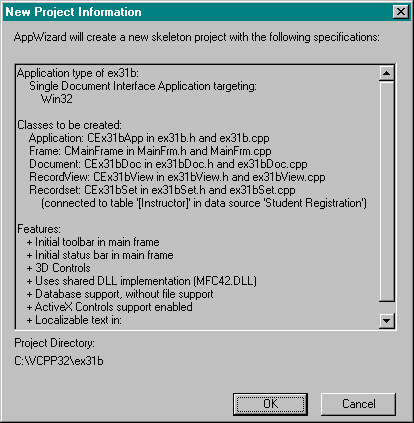 New Project Information
AppWizard will create a new skeleton project with the following specifications:
Application type of ex31b:
Single Document Interface Application targeting:
Win32
Classes to be created:
Application: CEx31bApp in ex31b.h and ex31b.cpp
Frame: CMainFrame in MainFrm.h and MainFrm.cpp
Document: CEx31bDoc in ex31bDoc.h and ex31bDoc.cpp
RecordView: CEx31bView in ex31bView.h and ex31bView.cpp
Recordset: CEx31bSet in ex31bSet.h and ex31bSet.cpp
(connected to table '[Instructor]' in data source 'Student Registration')
Features:
+ Initial toolbar in main frame
+ Initial status bar in main frame
+ 3D Controls
+ Uses shared DLL implementation (MFC42.DLL)
+ Database support, without file support
+ ActiveX Controls support enabled
+ Localizable text in:
Project Directory:
C:\VCPP32\ex31b
OK
Cancel